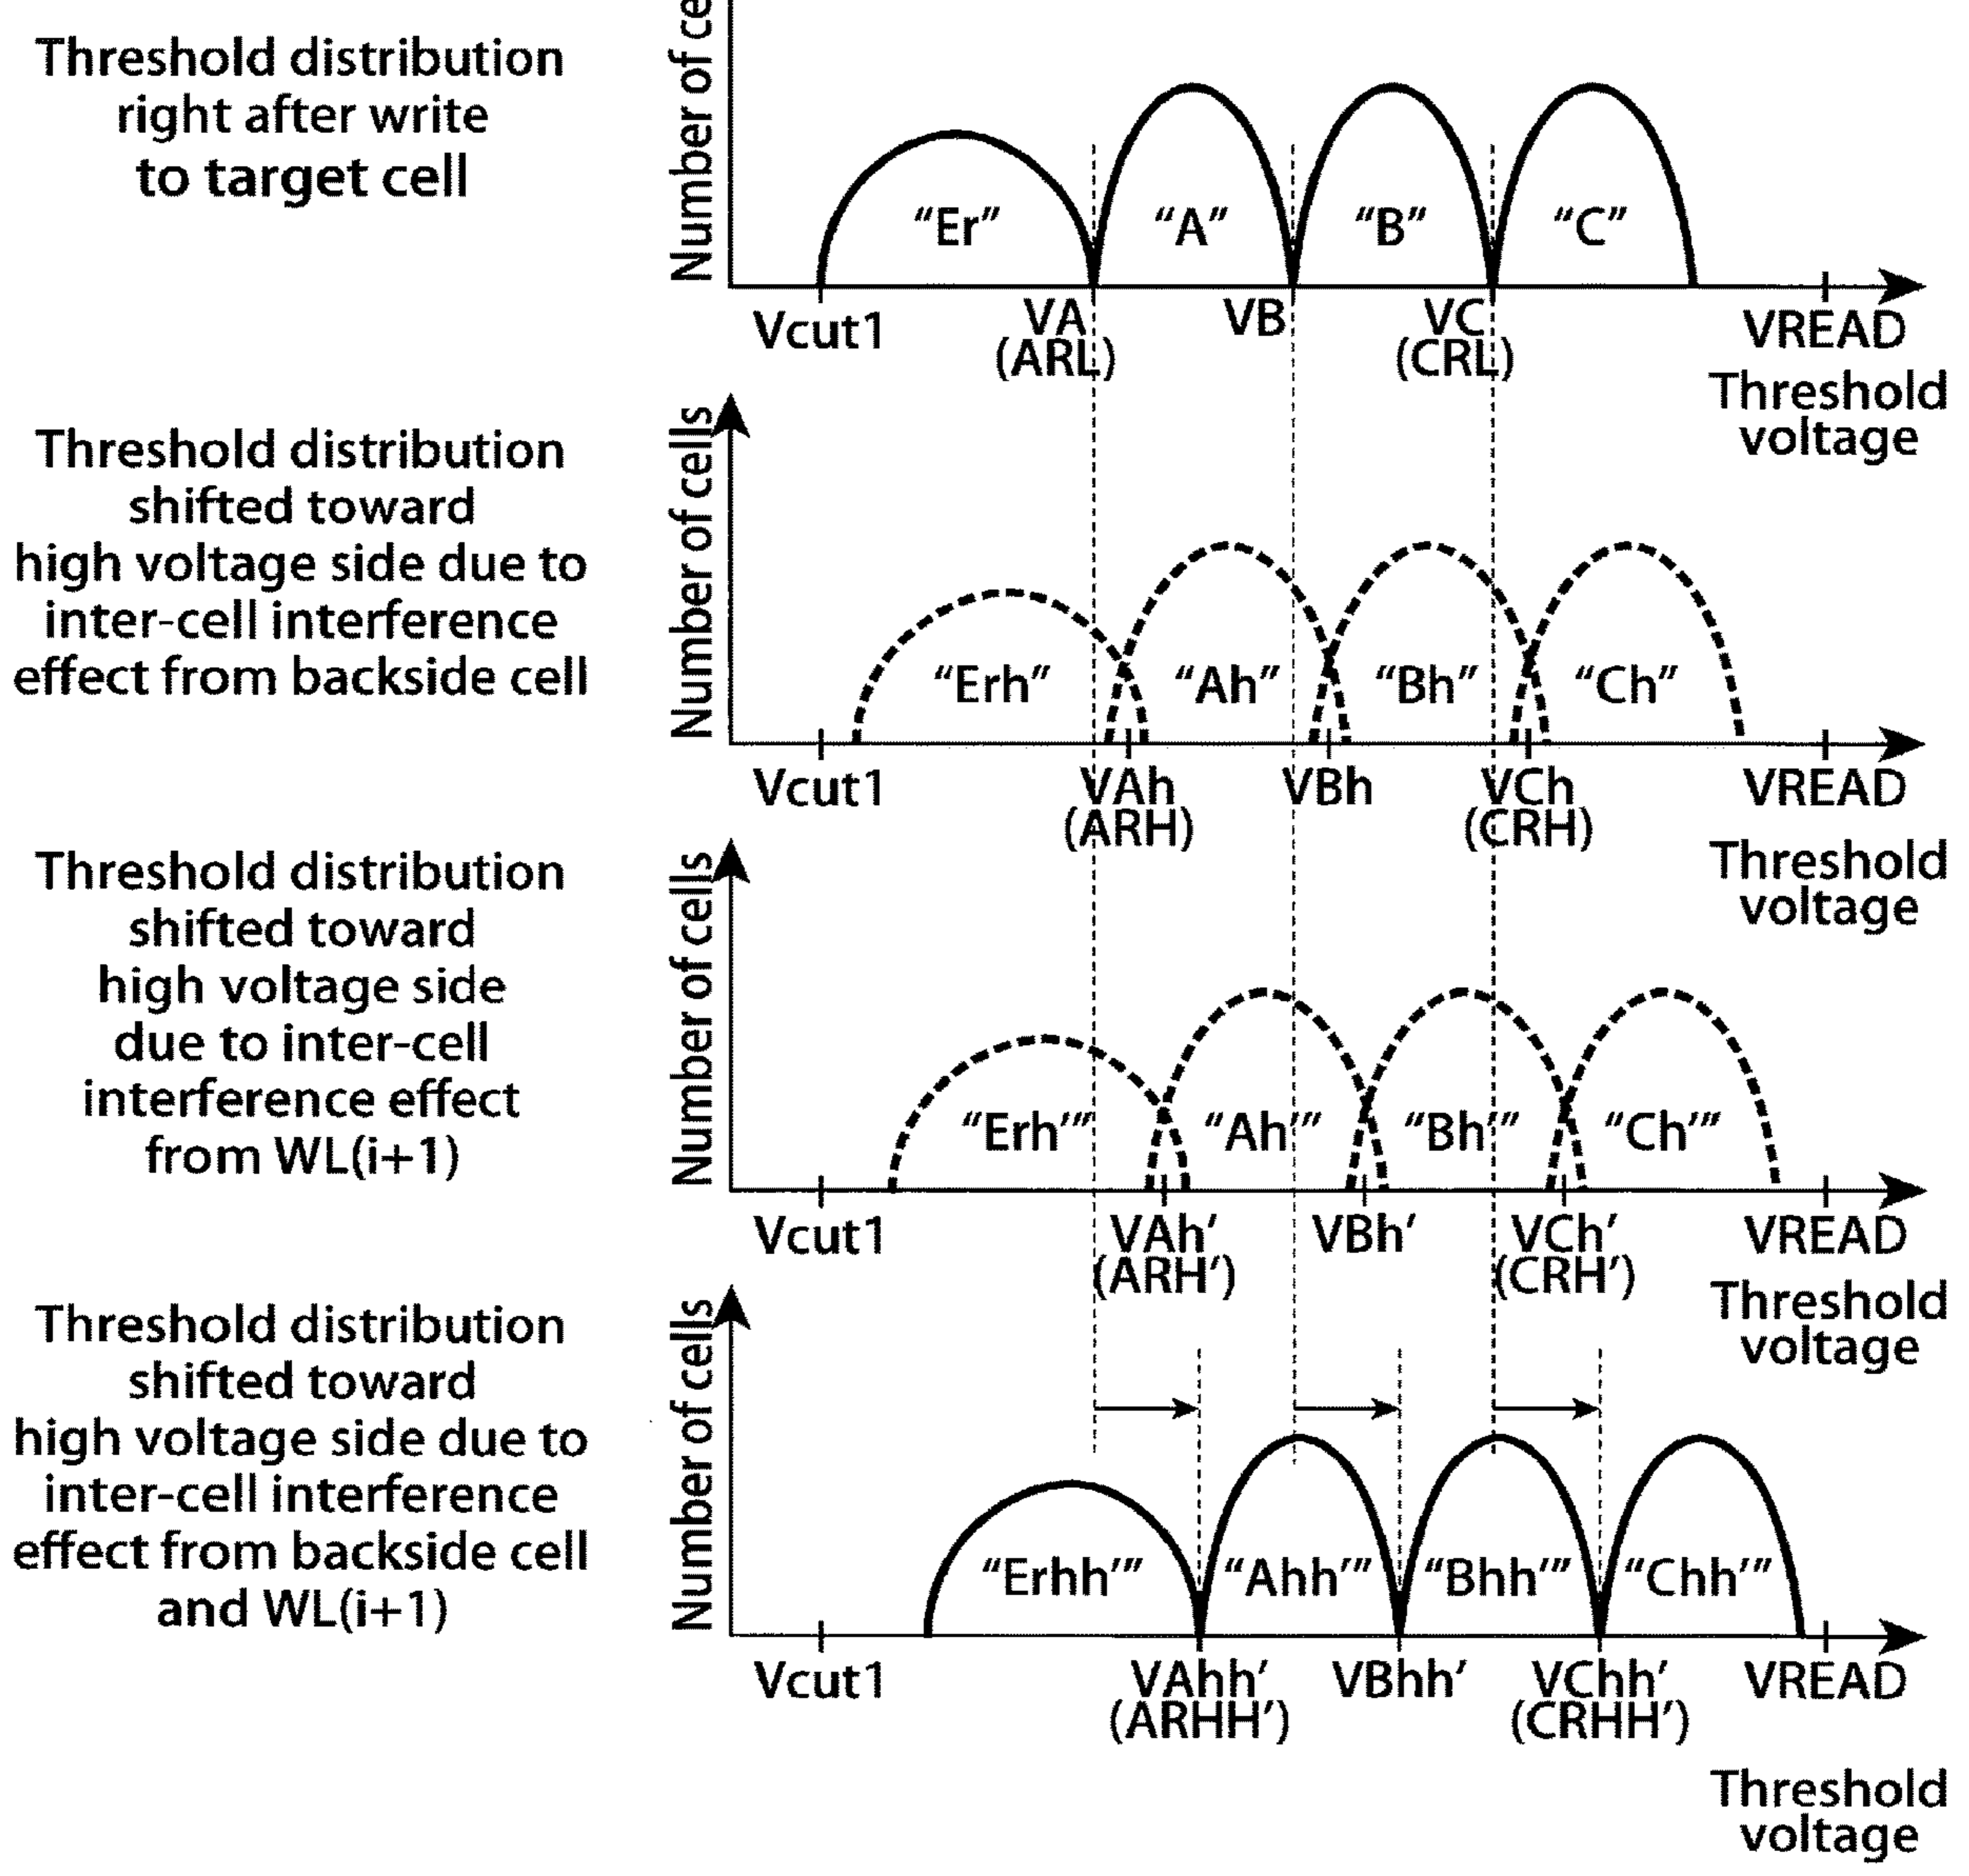 Threshold distribution
right after write
to target cell
Number of ce
“Er”
“A”
“B”
“C”
Vcut1
VA
(ARL)
VB
VC
(CRL)
VREAD
Threshold
voltage
Threshold distribution
shifted toward
high voltage side due to
inter-cell interference
effect from backside cell
Number of cells
“Erh”
“Ah”
“Bh”
“Ch”
Vcut1
VAh
(ARH)
VBh
VCh
(CRH)
VREAD
Threshold
voltage
Threshold distribution
shifted toward
high voltage side
due to inter-cell
interference effect
from WL(i+1)
Number of cells
“Erh′”
“Ah′”
“Bh′”
“Ch′”
Vcut1
VAh′
(ARH′)
VBh′
VCh′
(CRH′)
VREAD
Threshold
voltage
Threshold distribution
shifted toward
high voltage side due to
inter-cell interference
effect from backside cell
and WL(i+1)
Number of cells
“Erhh′”
“Ahh′”
“Bhh′”
“Chh′”
Vcut1
VAhh′
(ARHH′)
VBhh′
VChh′
(CRHH′)
VREAD
Threshold
voltage